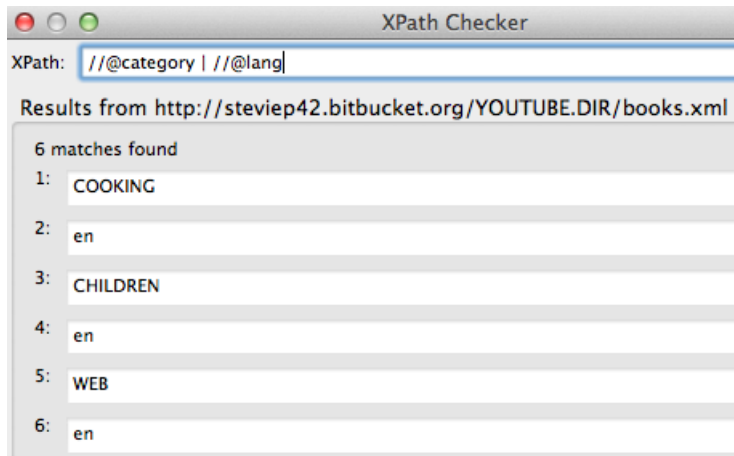 XPath Checker
XPath: //@category | //@lang
Results from http://steviep42.bitbucket.org/YOUTUBE.DIR/books.xml
6 matches found
1: COOKING
2: en
3: CHILDREN
4: en
5: WEB
6: en